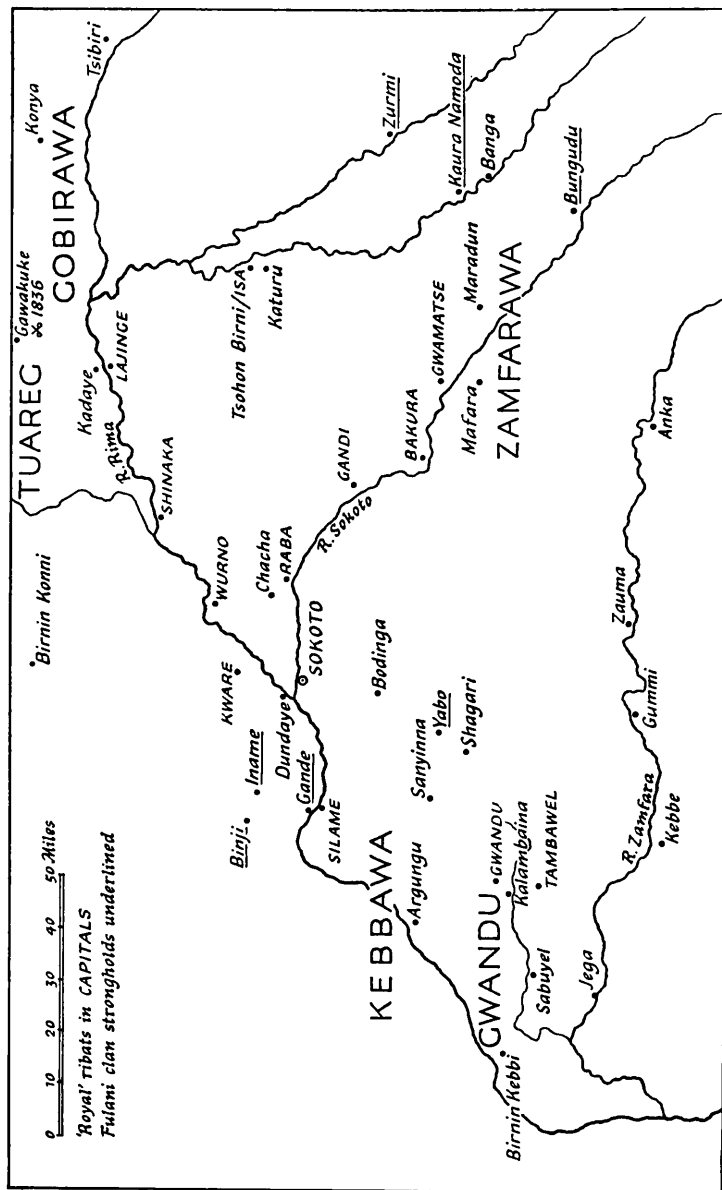 0 10 20 30 40 50 Miles
'Royal' ribats in CAPITALS
Fulani clan strongholds underlined
Birnin Konni
TUAREG
Gawakuke
1836
GOBIRAWA
Konya
Tsibiri
Kadaye
LAJINGE
R. Rima
SHINAKA
WURNO
KWARE
Iname
Binji
Dundaye
Gande
SILAME
Chacha
RABA
SOKOTO
Tsohon Birni/ISA
Katuru
Zurmi
Kaura Namoda
Banga
Bungudu
Maradun
GWAMATSE
BAKURA
Mafara
ZAMFARAWA
GANDI
R. Sokoto
Bodinga
Sanyinna
Yabo
Shagari
KEBBAWA
Argungu
GWANDU
GWANDU
Kalambaina
TAMBAWEL
Sabuyel
Birnin Kebbi
Jega
R. Zamfara
Kebbe
Gummi
Zauma
Anka